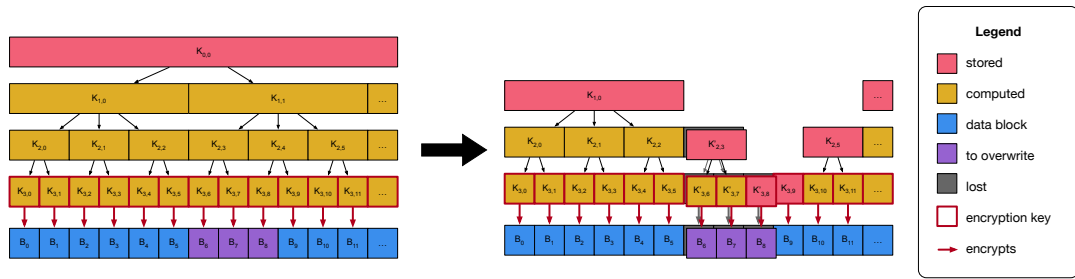 K0,0
K1,0 K1,1 ...
K2,0 K2,1 K2,2 K2,3 K2,4 K2,5 ...
K3,0 K3,1 K3,2 K3,3 K3,4 K3,5 K3,6 K3,7 K3,8 K3,9 K3,10 K3,11 ...
B0 B1 B2 B3 B4 B5 B6 B7 B8 B9 B10 B11 ...
K1,0 ...
K2,0 K2,1 K2,2 K'2,3 K2,5 ...
K3,0 K3,1 K3,2 K3,3 K3,4 K3,5 K'3,6 K'3,7 K'3,8 K3,9 K3,10 K3,11 ...
B0 B1 B2 B3 B4 B5 B6 B7 B8 B9 B10 B11 ...
Legend
stored
computed
data block
to overwrite
lost
encryption key
encrypts